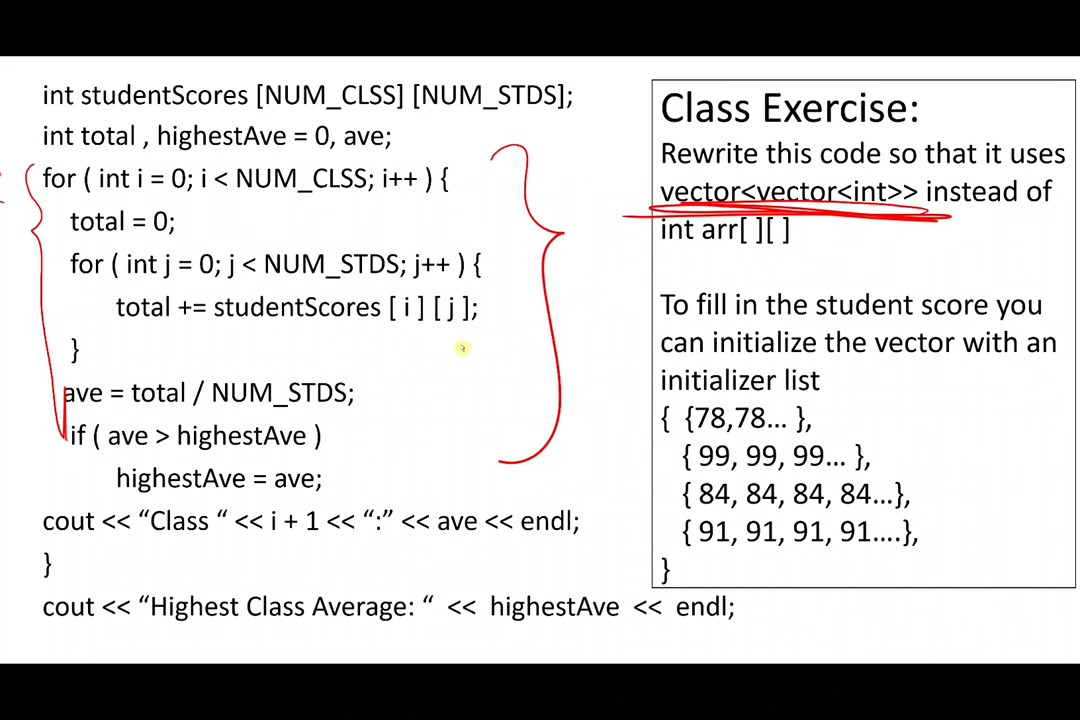 int studentScores [NUM_CLSS] [NUM_STDS];
int total , highestAve = 0, ave;
for ( int i = 0; i < NUM_CLSS; i++ ) {
total = 0;
for ( int j = 0; j < NUM_STDS; j++ ) {
total += studentScores [ i ] [ j ];
}
ave = total / NUM_STDS;
if ( ave > highestAve )
highestAve = ave;
cout << “Class “ << i + 1 << “:” << ave << endl;
}
cout << “Highest Class Average: “ << highestAve << endl;
Class Exercise:
Rewrite this code so that it uses
vector<vector<int>> instead of
int arr[ ][ ]
To fill in the student score you
can initialize the vector with an
initializer list
{ {78,78… },
{ 99, 99, 99… },
{ 84, 84, 84, 84…},
{ 91, 91, 91, 91….},
}